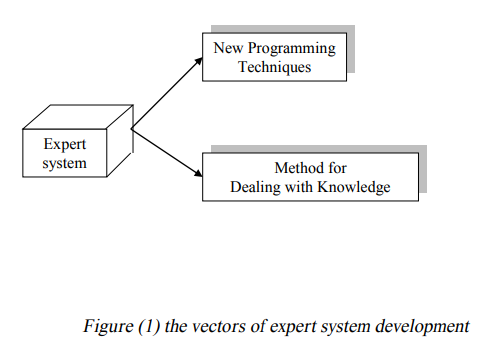 New Programming
Techniques
Expert
system
Method for
Dealing with Knowledge
Figure (1) the vectors of expert system development